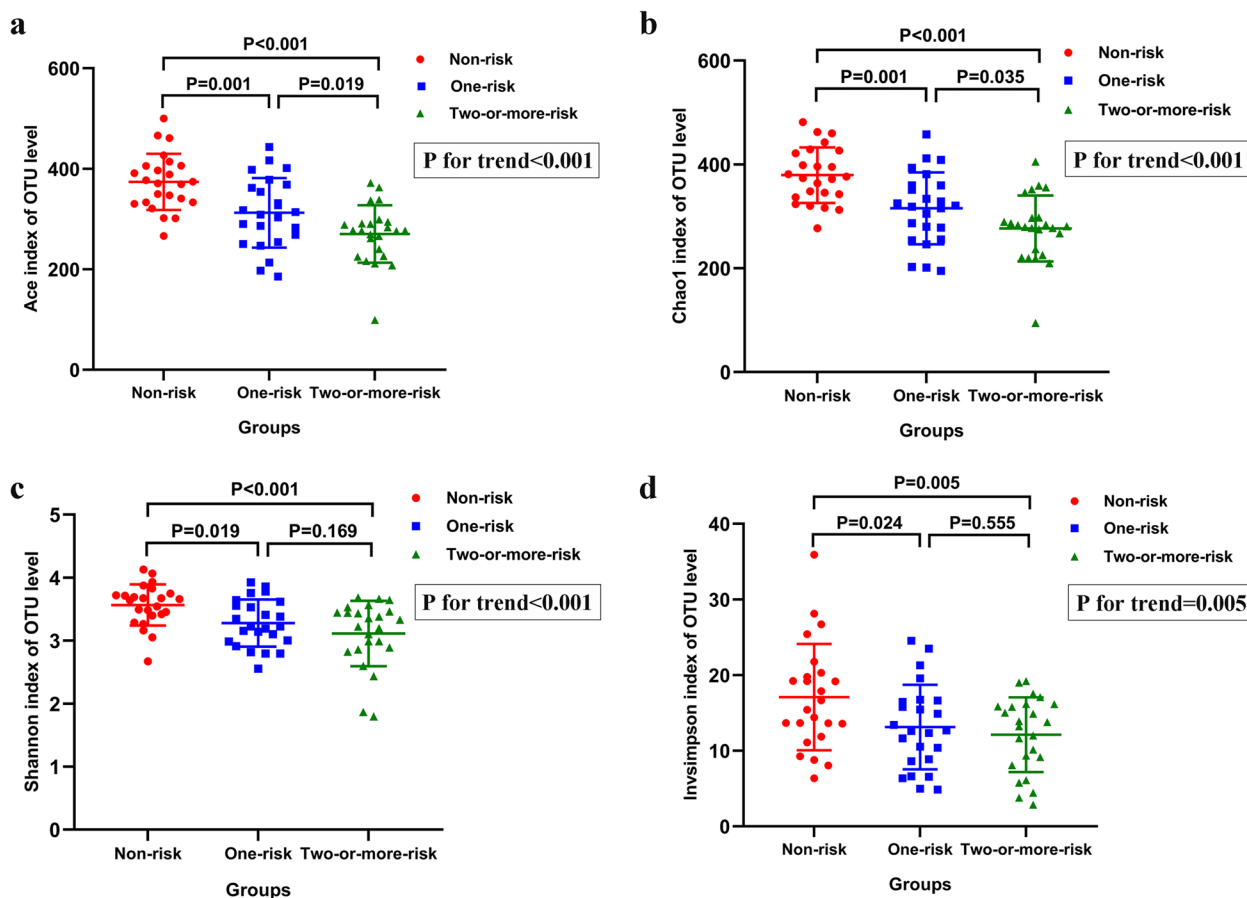 a
P<0.001
P=0.001
P=0.019
Non-risk
One-risk
Two-or-more-risk
P for trend<0.001
Ace index of OTU level
600
400
200
0
Non-risk
One-risk
Two-or-more-risk
Groups
b
P<0.001
P=0.001
P=0.035
Non-risk
One-risk
Two-or-more-risk
P for trend<0.001
Chao1 index of OTU level
600
400
200
0
Non-risk
One-risk
Two-or-more-risk
Groups
c
P<0.001
P=0.019
P=0.169
Non-risk
One-risk
Two-or-more-risk
P for trend<0.001
Shannon index of OTU level
5
4
3
2
1
0
Non-risk
One-risk
Two-or-more-risk
Groups
d
P=0.005
P=0.024
P=0.555
Non-risk
One-risk
Two-or-more-risk
P for trend=0.005
Invsimpson index of OTU level
40
30
20
10
0
Non-risk
One-risk
Two-or-more-risk
Groups